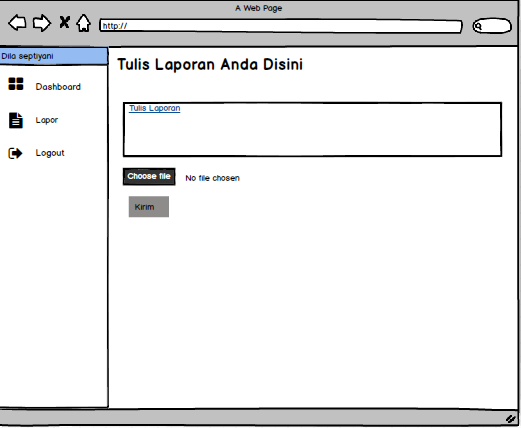 A Web Page
http://
Dila septiyani
Dashboard
Lapor
Logout
Tulis Laporan Anda Disini
Tulis Laporan
Choose file
No file chosen
Kirim